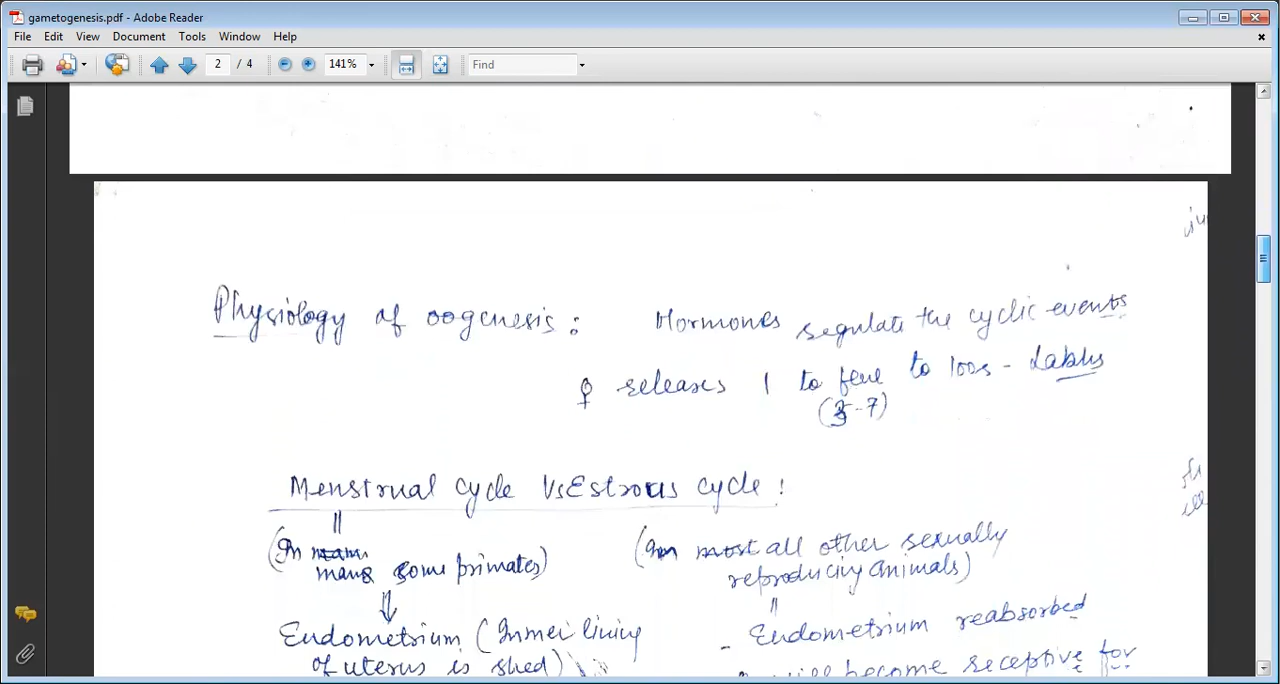 gametogenesis.pdf - Adobe Reader
File Edit View Document Tools Window Help
2 / 4 141% Find
Physiology of oogenesis : Hormones regulate the cyclic events
♀ releases 1 to few to 100s -
(3-7)
Menstrual cycle Vs Estrous cycle :
(In some primates) (In most all other sexually
reproducing animals)
Endometrium (Inner lining
of uterus is shed)
- Endometrium reabsorbed
will become receptive for